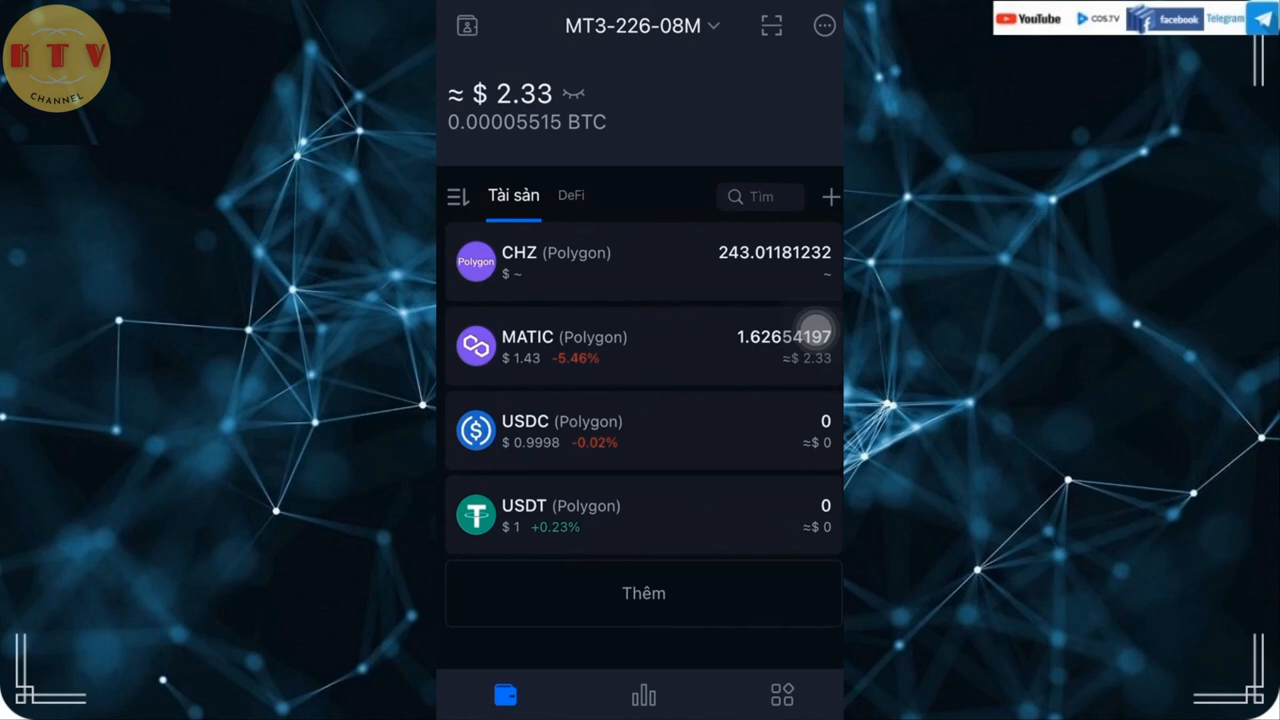 K T V
CHANNEL
YouTube
COS.TV
facebook
Telegram
MT3-226-08M
≈ $ 2.33
0.00005515 BTC
Tài sản DeFi Tìm
Polygon
CHZ (Polygon) 243.01181232
$ ~ ~
MATIC (Polygon) 1.62654197
$ 1.43 -5.46% ≈$ 2.33
USDC (Polygon) 0
$ 0.9998 -0.02% ≈$ 0
USDT (Polygon) 0
$ 1 +0.23% ≈$ 0
Thêm